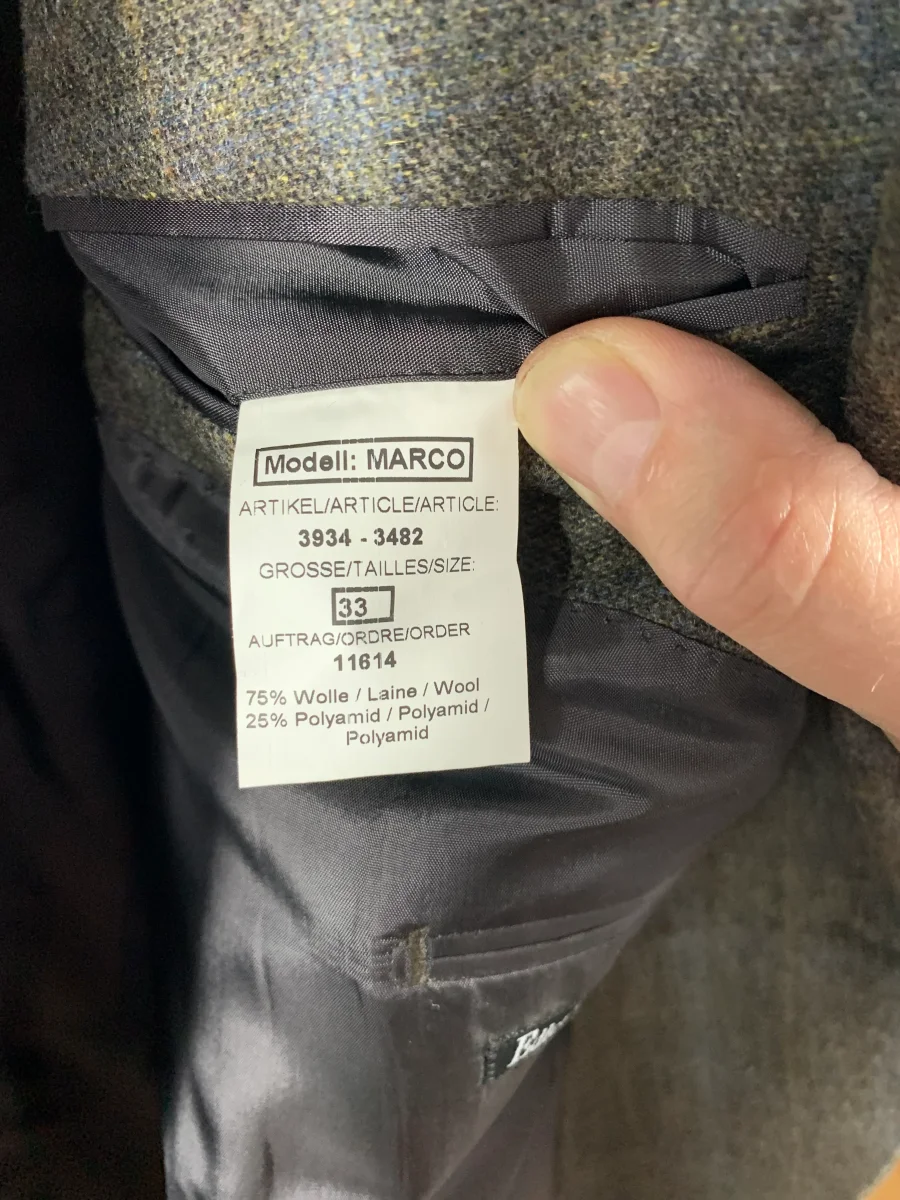 Modell: MARCO
ARTIKEL/ARTICLE/ARTICLE:
3934 - 3482
GROSSE/TAILLES/SIZE:
33
AUFTRAG/ORDRE/ORDER
11614
75% Wolle / Laine / Wool
25% Polyamid / Polyamid /
Polyamid